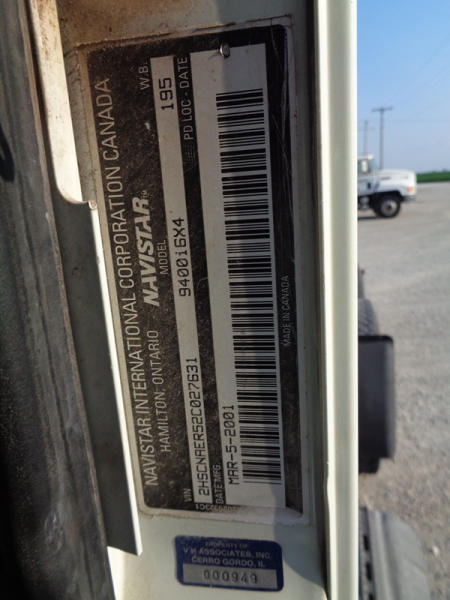 NAVISTAR INTERNATIONAL CORPORATION CANADA
HAMILTON, ONTARIO
NAVISTAR
MODEL
W.B.
9400i6X4
195
VIN
PD LOC - DATE
2HSCNAER52C027631
DATE MFG.
MAR-5-2001
MADE IN CANADA
PROPERTY OF
V H ASSOCIATES, INC.
CERRO GORDO, IL
000949